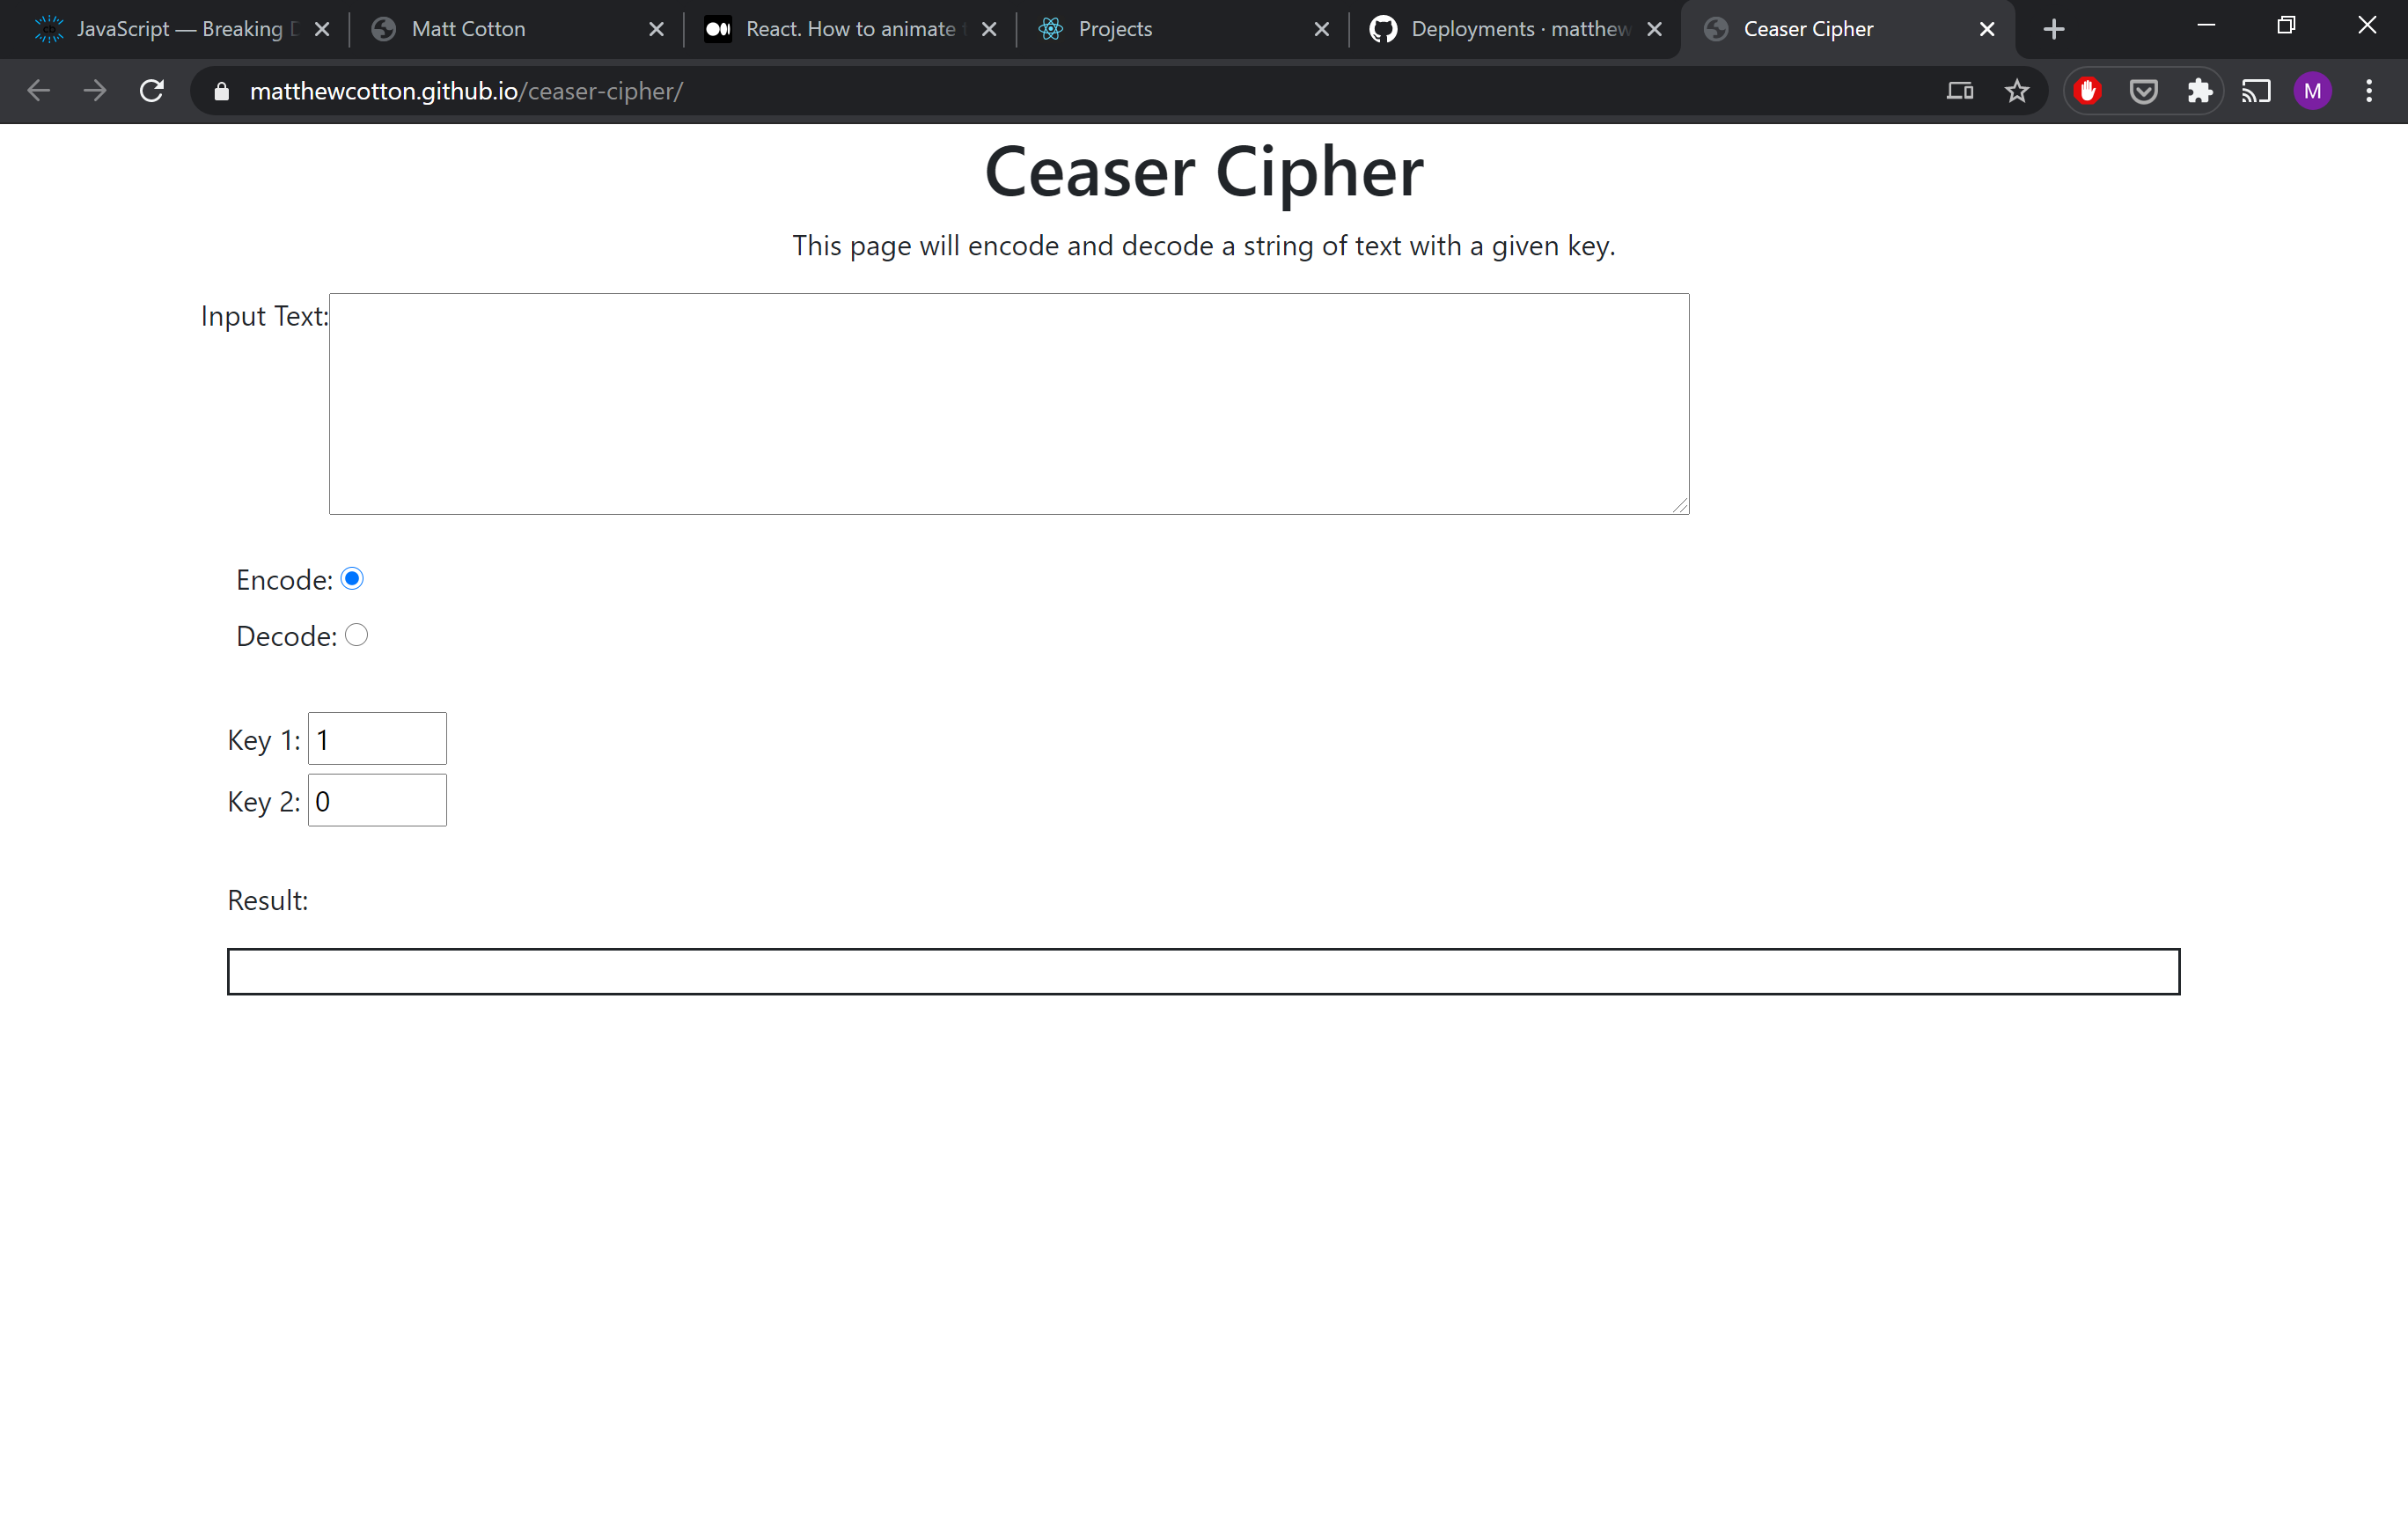 JavaScript — Breaking D
Matt Cotton
React. How to animate t
Projects
Deployments · matthew
Ceaser Cipher
matthewcotton.github.io/ceaser-cipher/
M
Ceaser Cipher
This page will encode and decode a string of text with a given key.
Input Text:
Encode:
Decode:
Key 1: 1
Key 2: 0
Result: